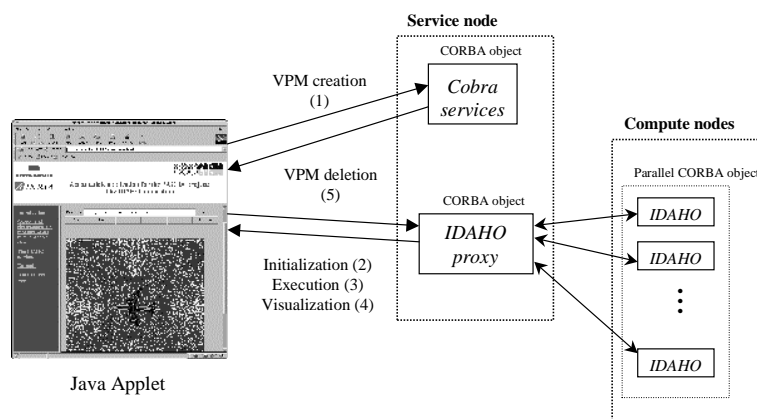 Service node
CORBA object
VPM creation
(1)
Cobra
services
Compute nodes
Parallel CORBA object
VPM deletion
(5)
CORBA object
IDAHO
proxy
IDAHO
IDAHO
IDAHO
Initialization (2)
Execution (3)
Visualization (4)
Java Applet